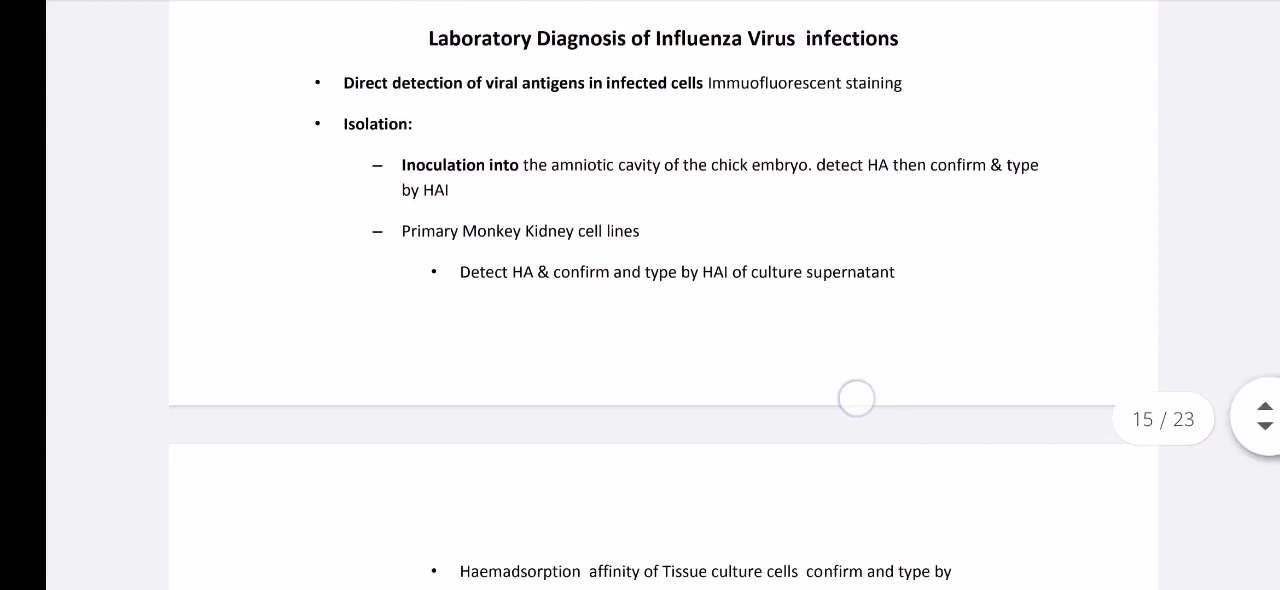 Laboratory Diagnosis of Influenza Virus  infections
• Direct detection of viral antigens in infected cells Immuofluorescent staining
• Isolation:
– Inoculation into the amniotic cavity of the chick embryo. detect HA then confirm & type
by HAI
– Primary Monkey Kidney cell lines
• Detect HA & confirm and type by HAI of culture supernatant
15 / 23
• Haemadsorption  affinity of Tissue culture cells  confirm and type by